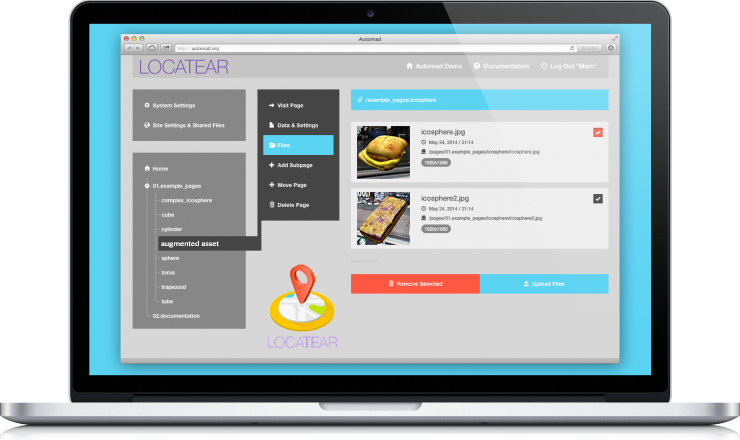 Automad
http://automad.org
Reader
LOCATEAR
Automad Demo
Documentation
Log Out "Marc"
System Settings
Site Settings & Shared Files
Home
01.example_pages
complex_icosphere
cube
cylinder
augmented asset
sphere
torus
trapezoid
tube
02.documentation
Visit Page
Data & Settings
Files
Add Subpage
Move Page
Delete Page
LOCATEAR
/example_pages/icosphere
icosphere.jpg
May 24, 2014 / 21:14
/pages/01.example_pages/icosphere/icosphere.jpg
1920x1080
icosphere2.jpg
May 24, 2014 / 21:14
/pages/01.example_pages/icosphere/icosphere2.jpg
1920x1080
Remove Selected
Upload Files